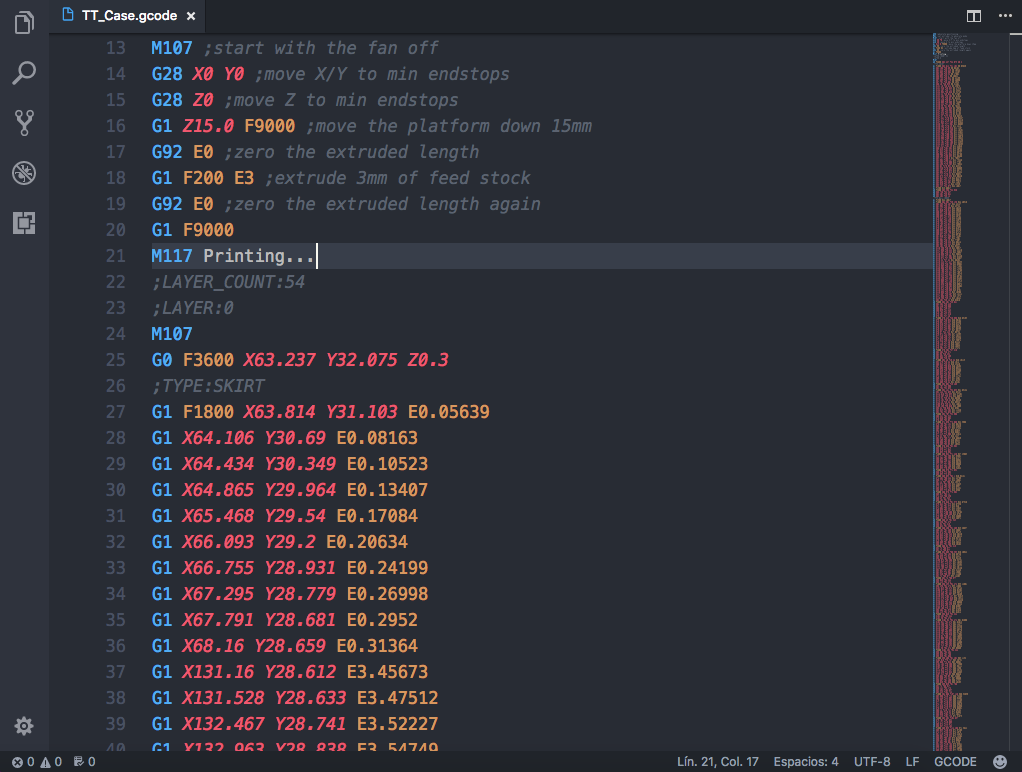 TT_Case.gcode
13 M107 ;start with the fan off
14 G28 X0 Y0 ;move X/Y to min endstops
15 G28 Z0 ;move Z to min endstops
16 G1 Z15.0 F9000 ;move the platform down 15mm
17 G92 E0 ;zero the extruded length
18 G1 F200 E3 ;extrude 3mm of feed stock
19 G92 E0 ;zero the extruded length again
20 G1 F9000
21 M117 Printing...
22 ;LAYER_COUNT:54
23 ;LAYER:0
24 M107
25 G0 F3600 X63.237 Y32.075 Z0.3
26 ;TYPE:SKIRT
27 G1 F1800 X63.814 Y31.103 E0.05639
28 G1 X64.106 Y30.69 E0.08163
29 G1 X64.434 Y30.349 E0.10523
30 G1 X64.865 Y29.964 E0.13407
31 G1 X65.468 Y29.54 E0.17084
32 G1 X66.093 Y29.2 E0.20634
33 G1 X66.755 Y28.931 E0.24199
34 G1 X67.295 Y28.779 E0.26998
35 G1 X67.791 Y28.681 E0.2952
36 G1 X68.16 Y28.659 E0.31364
37 G1 X131.16 Y28.612 E3.45673
38 G1 X131.528 Y28.633 E3.47512
39 G1 X132.467 Y28.741 E3.52227
40 G1 X132.963 Y28.838 E3.54749
0 0 0 Lín. 21, Col. 17 Espacios: 4 UTF-8 LF GCODE